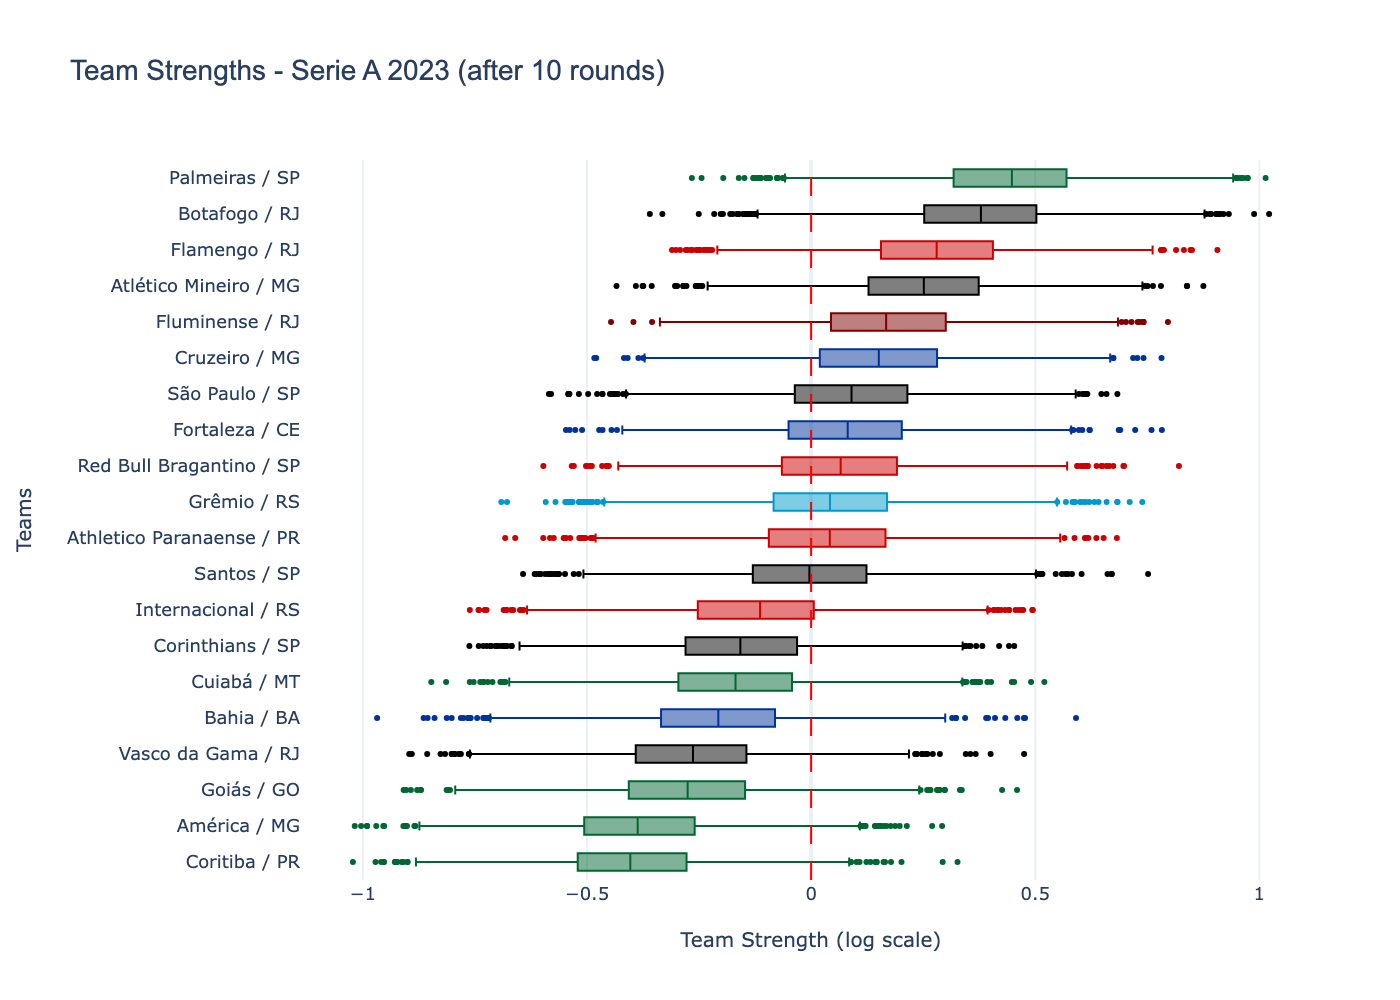 Team Strengths - Serie A 2023 (after 10 rounds)
Teams
Palmeiras / SP
Botafogo / RJ
Flamengo / RJ
Atlético Mineiro / MG
Fluminense / RJ
Cruzeiro / MG
São Paulo / SP
Fortaleza / CE
Red Bull Bragantino / SP
Grêmio / RS
Athletico Paranaense / PR
Santos / SP
Internacional / RS
Corinthians / SP
Cuiabá / MT
Bahia / BA
Vasco da Gama / RJ
Goiás / GO
América / MG
Coritiba / PR
−1 −0.5 0 0.5 1
Team Strength (log scale)